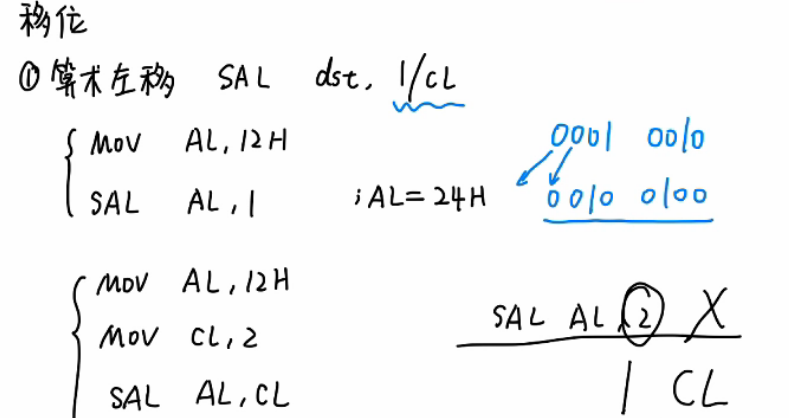 移位
① 算术左移 SAL dst, 1/CL
MOV AL, 12H
0001 0010
SAL AL, 1 ; AL = 24H
0010 0100
MOV AL, 12H
MOV CL, 2
SAL AL, 2 X
SAL AL, CL
1 CL